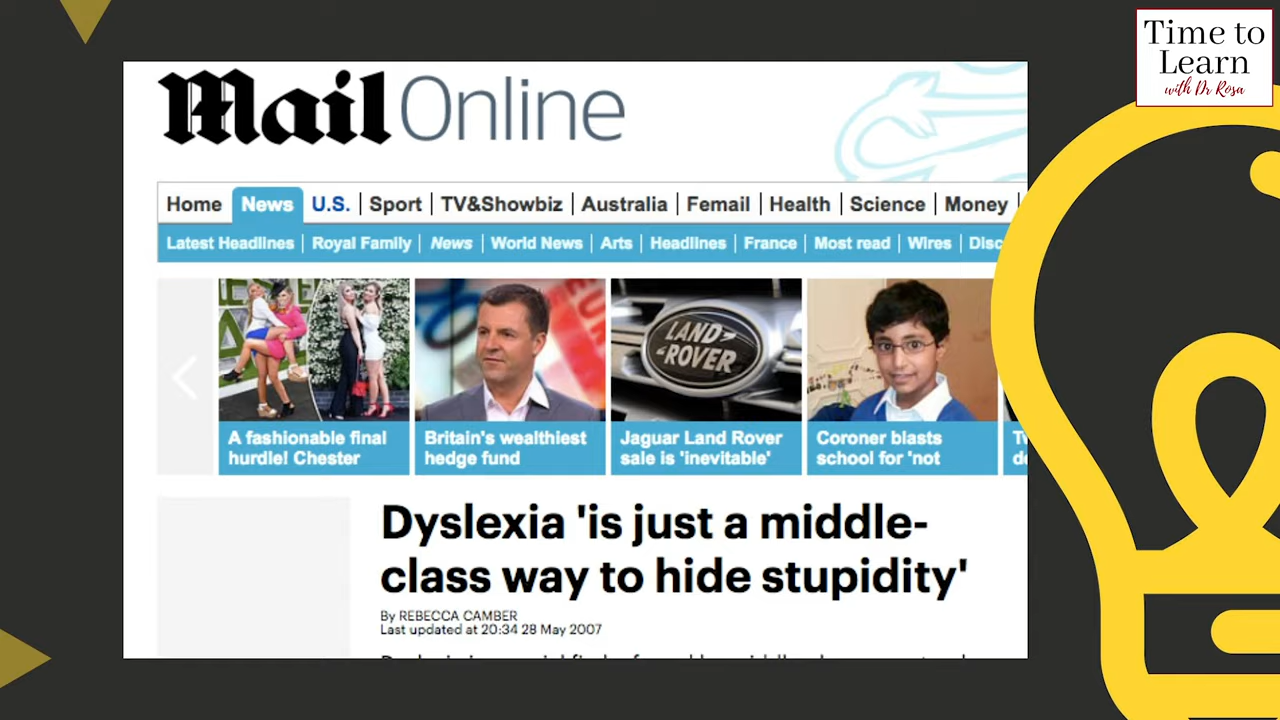 Time to
Learn
with Dr Rosa
Mail Online
Home News U.S. Sport TV&Showbiz Australia Femail Health Science Money
Latest Headlines Royal Family News World News Arts Headlines France Most read Wires Disc
LAND
ROVER
A fashionable final
hurdle! Chester
Britain's wealthiest
hedge fund
Jaguar Land Rover
sale is 'inevitable'
Coroner blasts
school for 'not
Dyslexia 'is just a middle-
class way to hide stupidity'
By REBECCA CAMBER
Last updated at 20:34 28 May 2007